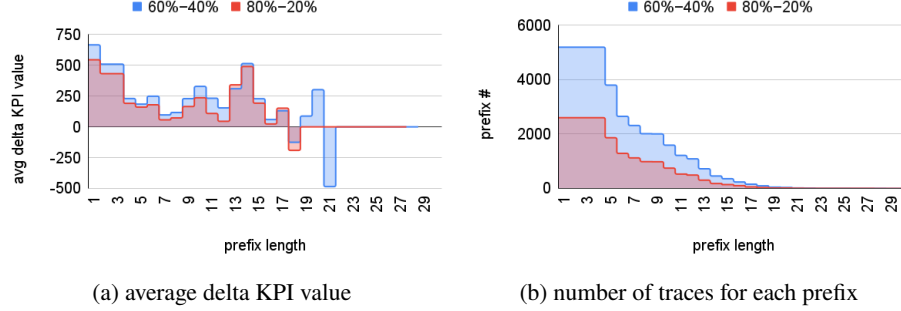 60%–40% 80%–20%
avg delta KPI value
750
500
250
0
-250
-500
1 3 5 7 9 11 13 15 17 19 21 23 25 27 29
prefix length
(a) average delta KPI value
60%–40% 80%–20%
prefix #
6000
4000
2000
0
1 3 5 7 9 11 13 15 17 19 21 23 25 27 29
prefix length
(b) number of traces for each prefix